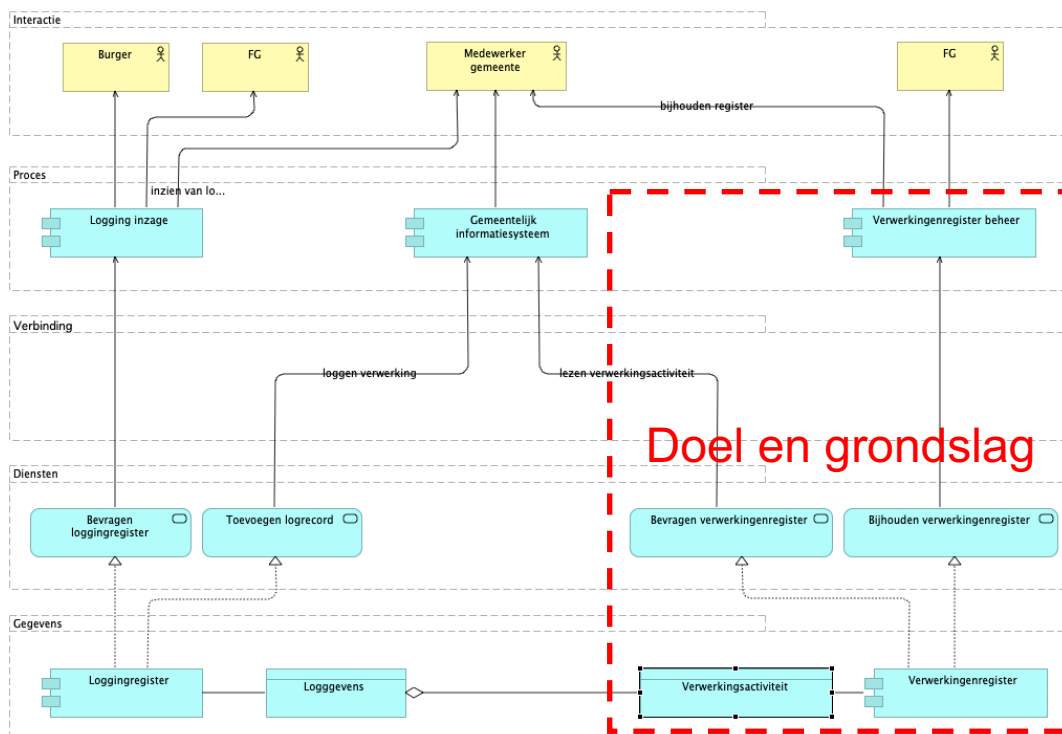 Interactie
Burger
FG
Medewerker
gemeente
FG
bijhouden register
Proces
inzien van lo...
Logging inzage
Gemeentelijk
informatiesysteem
Verwerkingenregister beheer
Verbinding
loggen verwerking
lezen verwerkingsactiviteit
Doel en grondslag
Diensten
Bevragen
loggingregister
Toevoegen logrecord
Bevragen verwerkingenregister
Bijhouden verwerkingenregister
Gegevens
Loggingregister
Logggevens
Verwerkingsactiviteit
Verwerkingenregister